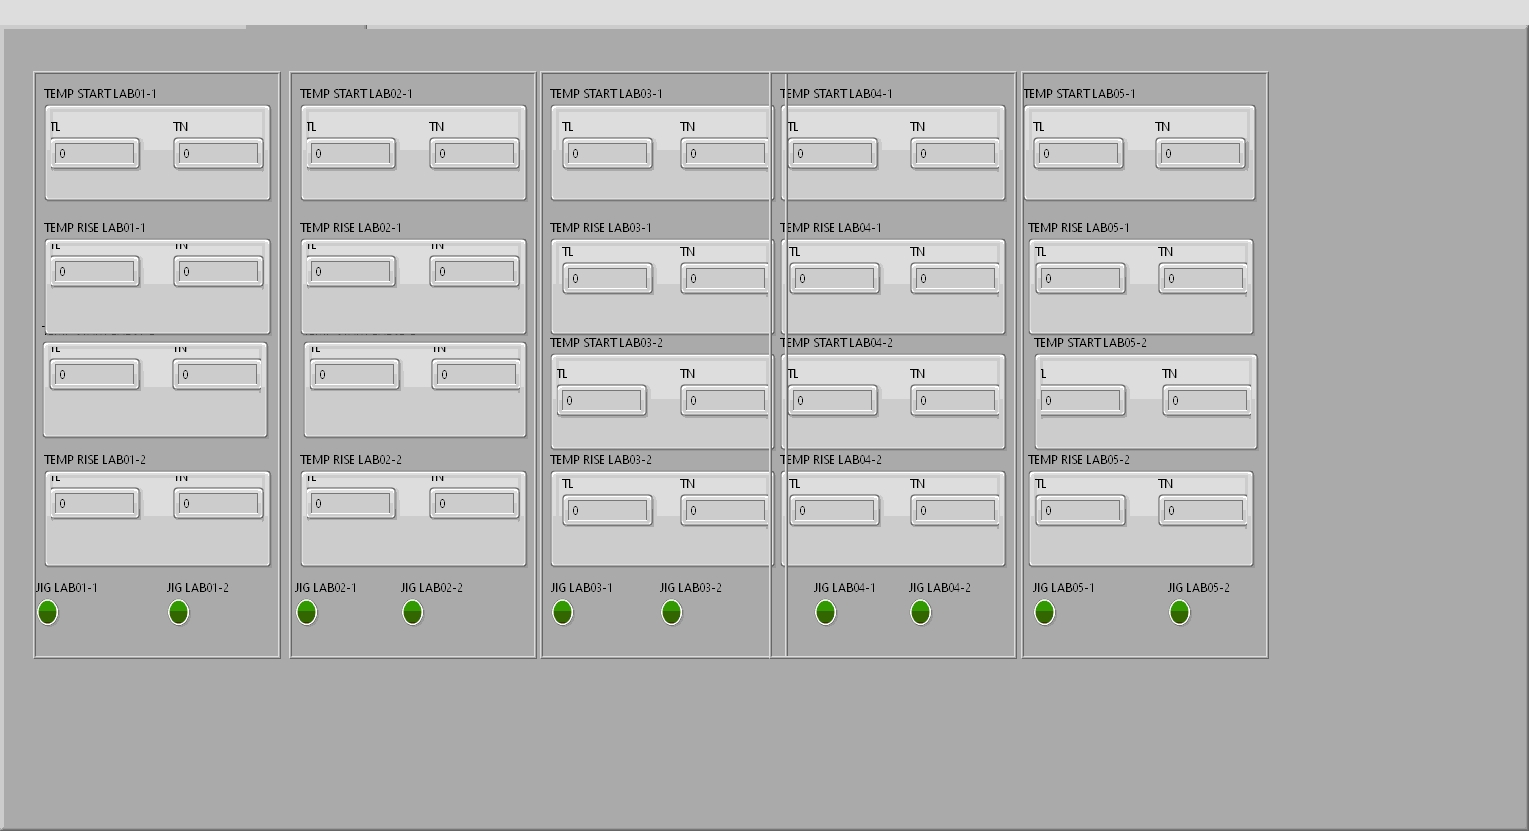 TEMP START LAB01-1
TL TN
0 0
TEMP RISE LAB01-1
TL TN
0 0
TL TN
0 0
TEMP RISE LAB01-2
TL TN
0 0
JIG LAB01-1 JIG LAB01-2
TEMP START LAB02-1
TL TN
0 0
TEMP RISE LAB02-1
TL TN
0 0
TL TN
0 0
TEMP RISE LAB02-2
TL TN
0 0
JIG LAB02-1 JIG LAB02-2
TEMP START LAB03-1
TL TN
0 0
TEMP RISE LAB03-1
TL TN
0 0
TEMP START LAB03-2
TL TN
0 0
TEMP RISE LAB03-2
TL TN
0 0
JIG LAB03-1 JIG LAB03-2
TEMP START LAB04-1
TL TN
0 0
TEMP RISE LAB04-1
TL TN
0 0
TEMP START LAB04-2
TL TN
0 0
TEMP RISE LAB04-2
TL TN
0 0
JIG LAB04-1 JIG LAB04-2
TEMP START LAB05-1
TL TN
0 0
TEMP RISE LAB05-1
TL TN
0 0
TEMP START LAB05-2
L TN
0 0
TEMP RISE LAB05-2
TL TN
0 0
JIG LAB05-1 JIG LAB05-2